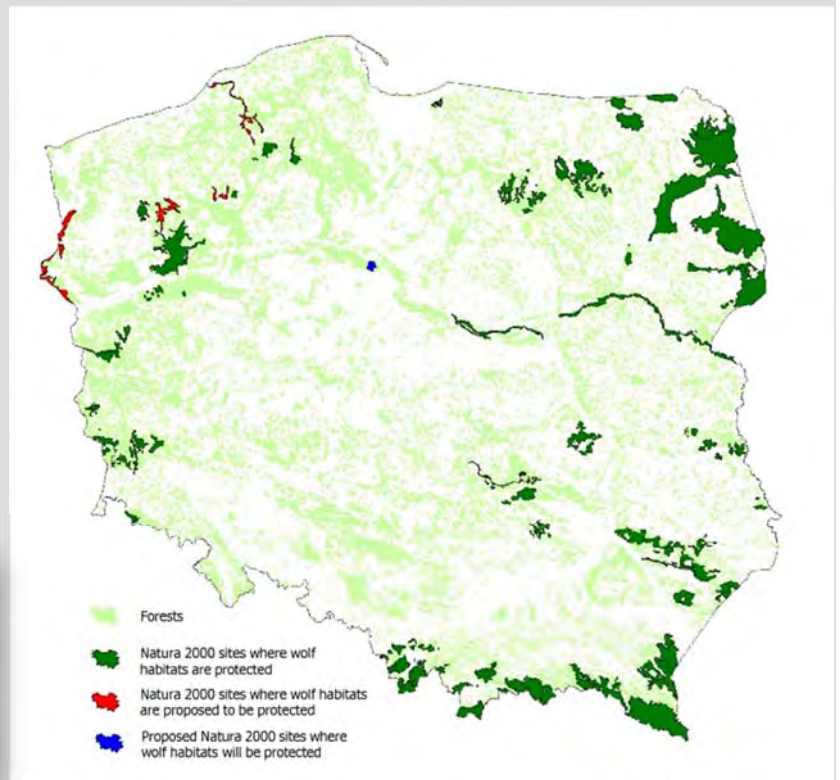 Forests
Natura 2000 sites where wolf
habitats are protected
Natura 2000 sites where wolf habitats
are proposed to be protected
Proposed Natura 2000 sites where
wolf habitats will be protected